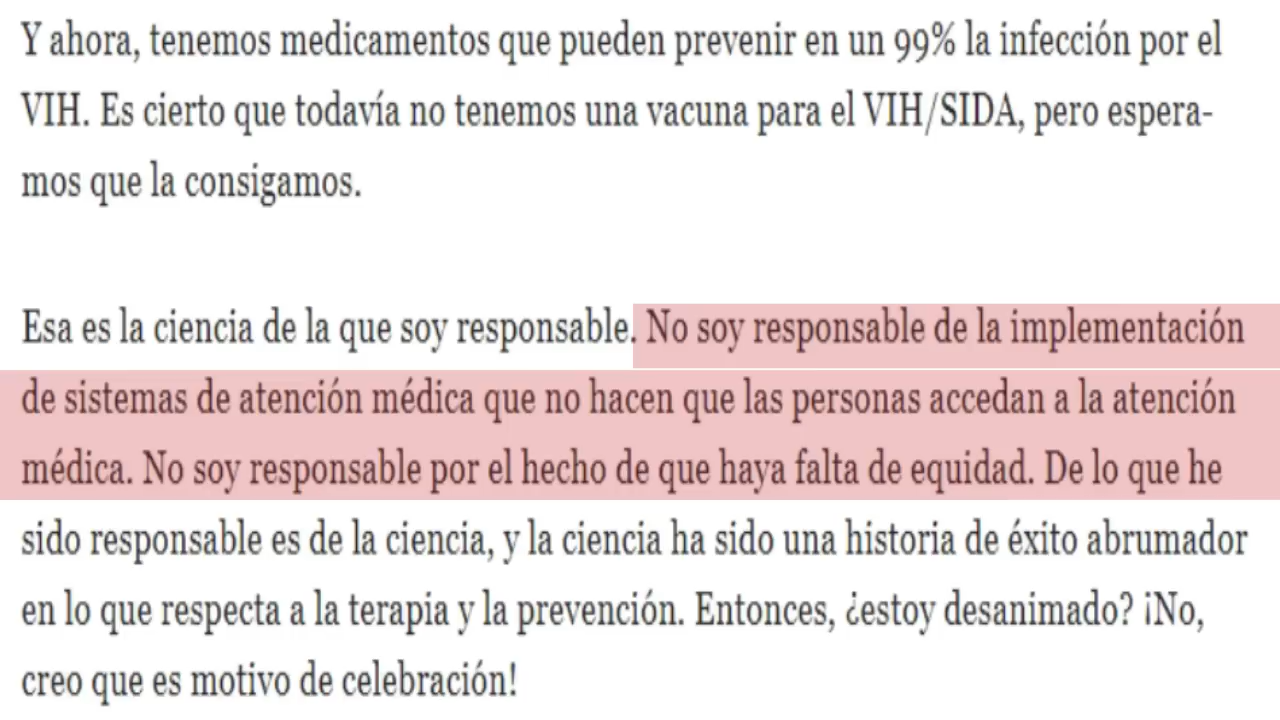 Y ahora, tenemos medicamentos que pueden prevenir en un 99% la infección por el
VIH. Es cierto que todavía no tenemos una vacuna para el VIH/SIDA, pero espera-
mos que la consigamos.
Esa es la ciencia de la que soy responsable. No soy responsable de la implementación
de sistemas de atención médica que no hacen que las personas accedan a la atención
médica. No soy responsable por el hecho de que haya falta de equidad. De lo que he
sido responsable es de la ciencia, y la ciencia ha sido una historia de éxito abrumador
en lo que respecta a la terapia y la prevención. Entonces, ¿estoy desanimado? ¡No,
creo que es motivo de celebración!